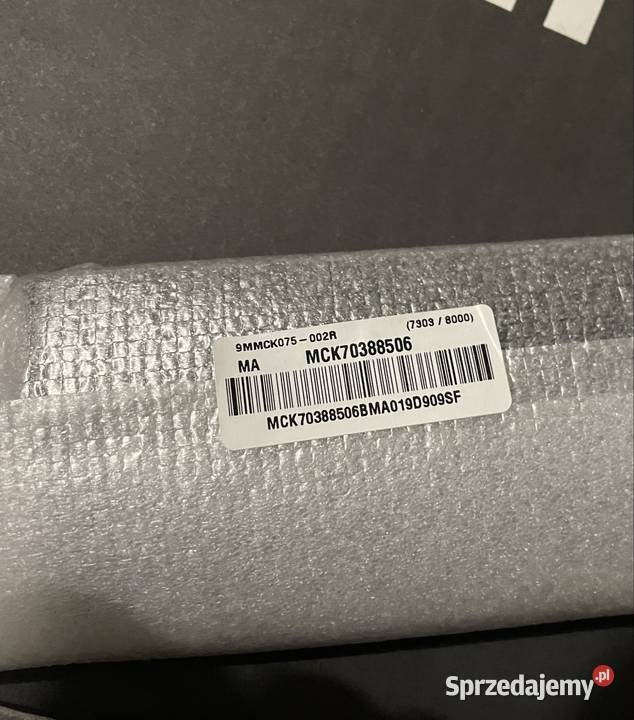 9MMCK075-002R (7303 / 8000)
MA MCK70388506
MCK70388506BMA019D909SF
Sprzedajemy.pl